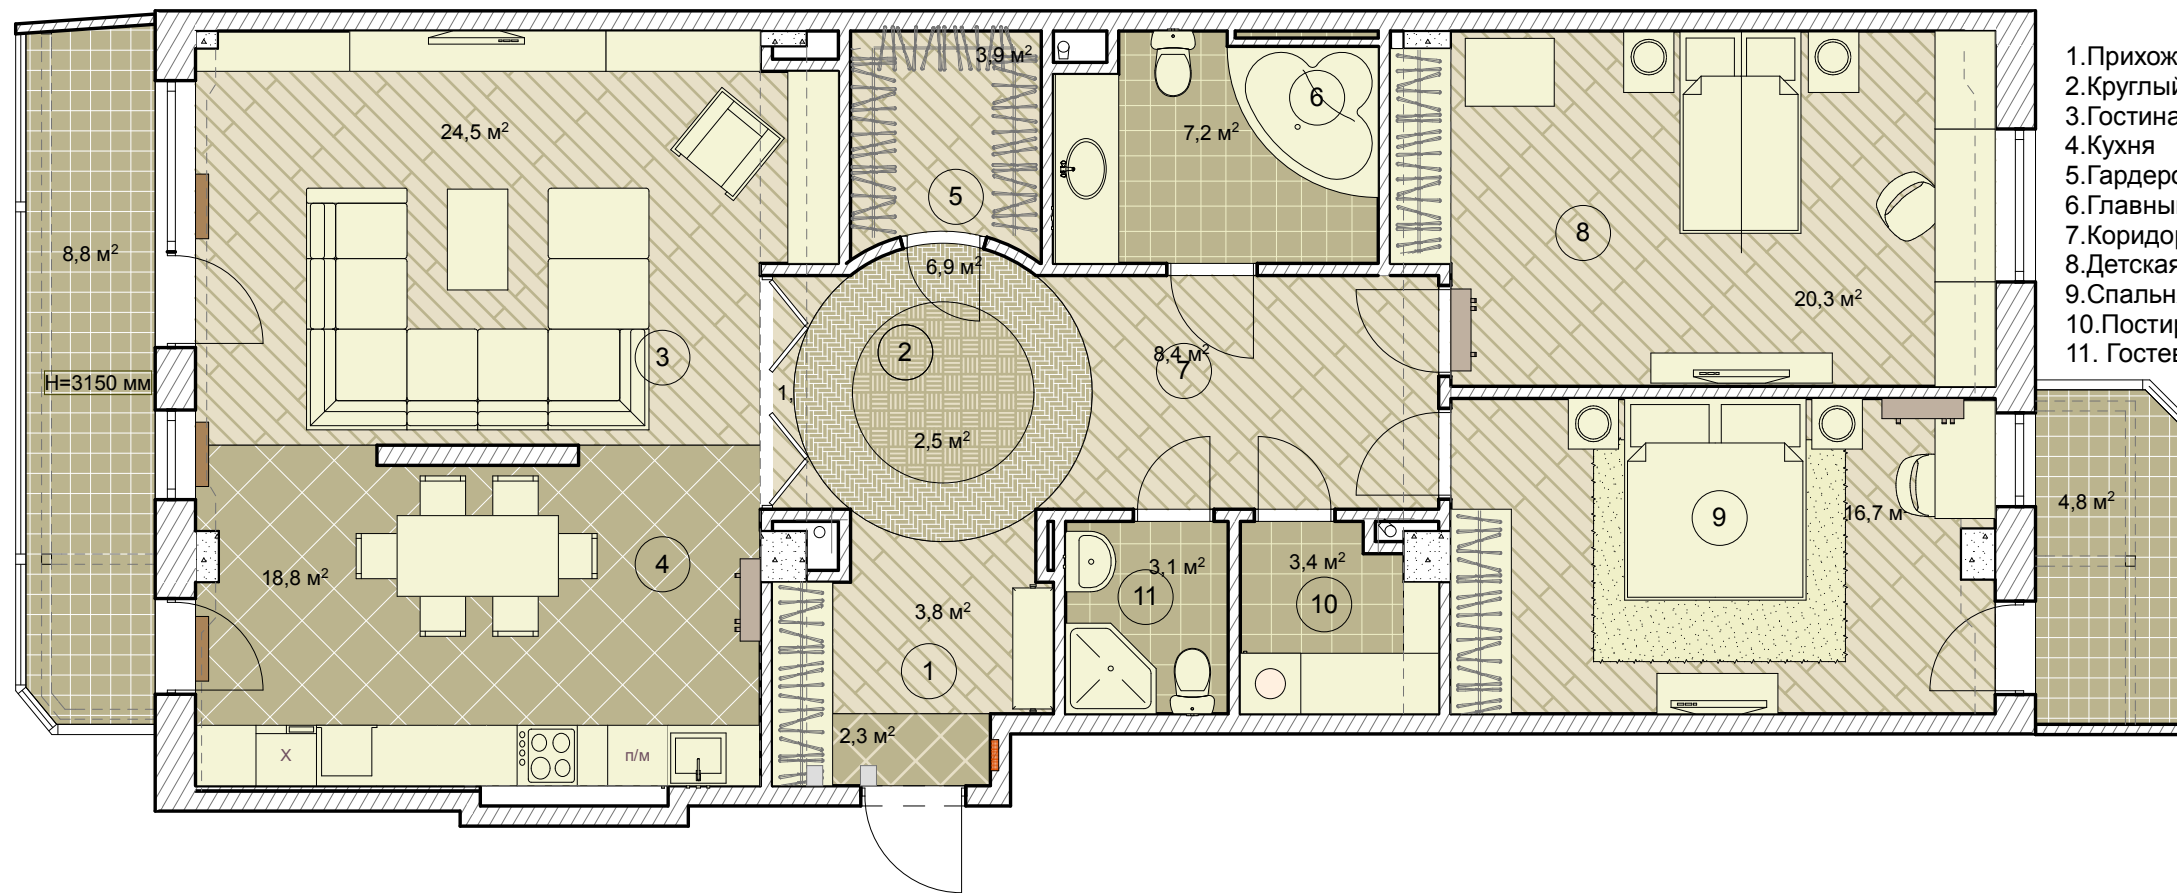 3,9 м²
24,5 м²
7,2 м²
6
5
8
8,8 м²
6,9 м²
20,3 м²
3
2
8,4 м²
7
H=3150 мм
1,
2,5 м²
9
16,7 м
4,8 м²
18,8 м²
4
3,1 м²
11
3,4 м²
10
3,8 м²
1
2,3 м²
Х
п/м
1.Прихож
2.Круглый
3.Гостина
4.Кухня
5.Гардеро
6.Главны
7.Коридор
8.Детская
9.Спальн
10.Постир
11. Гостев